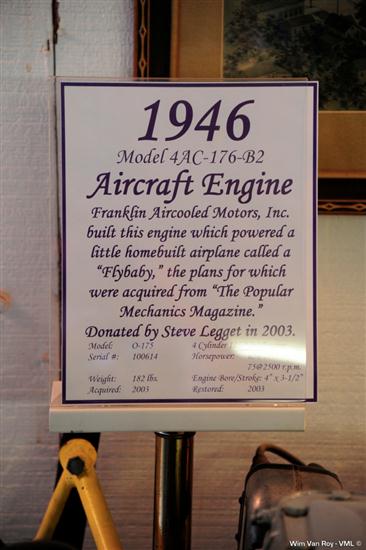 1946
Model 4AC-176-B2
Aircraft Engine
Franklin Aircooled Motors, Inc.
built this engine which powered a
little homebuilt airplane called a
"Flybaby," the plans for which
were acquired from "The Popular
Mechanics Magazine."
Donated by Steve Legget in 2003.
Model: O-175 4 Cylinder
Serial #: 100614 Horsepower:
75@2500 r.p.m.
Weight: 182 lbs. Engine Bore/Stroke: 4" x 3-1/2"
Acquired: 2003 Restored: 2003
Wim Van Roy - VML ©